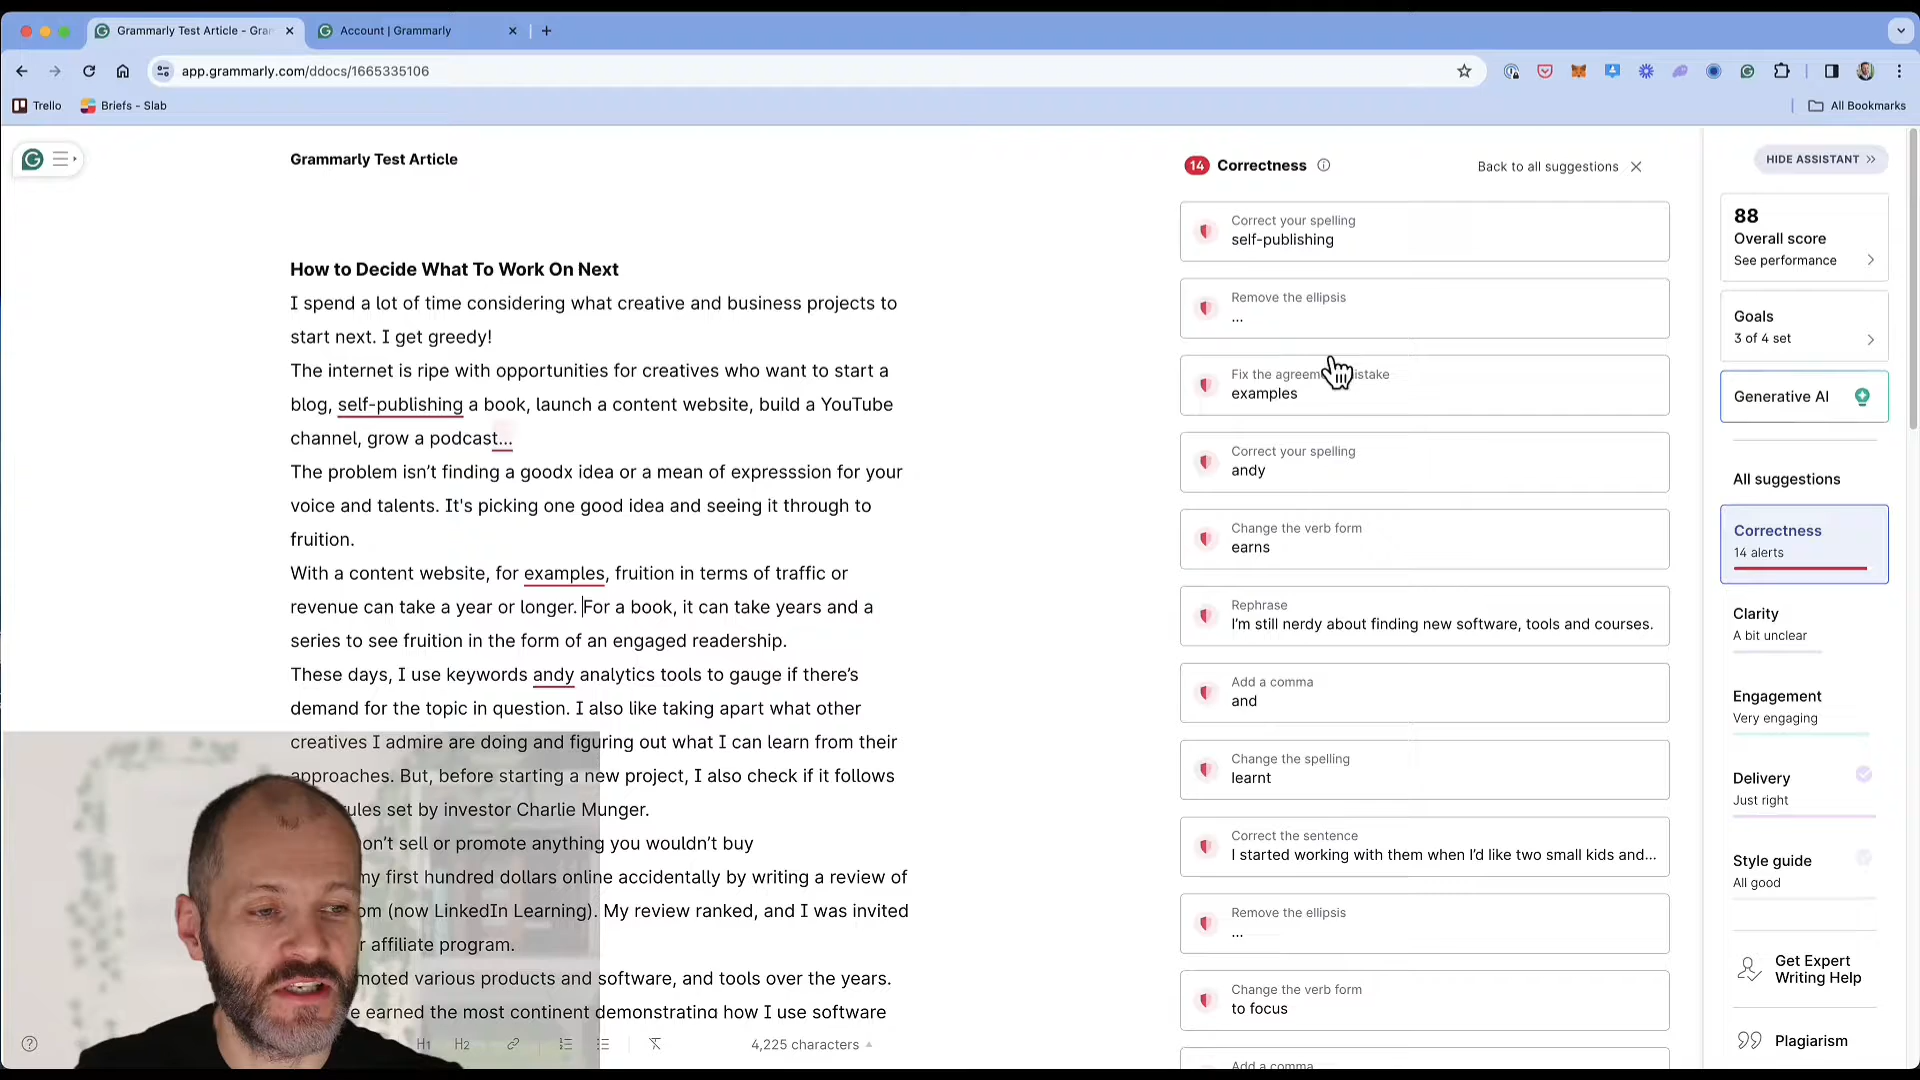 Grammarly Test Article - Gra
Account | Grammarly
app.grammarly.com/ddocs/1665335106
Trello
Briefs - Slab
All Bookmarks
Grammarly Test Article
How to Decide What To Work On Next
I spend a lot of time considering what creative and business projects to
start next. I get greedy!
The internet is ripe with opportunities for creatives who want to start a
blog, self-publishing a book, launch a content website, build a YouTube
channel, grow a podcast...
The problem isn’t finding a goodx idea or a mean of expresssion for your
voice and talents. It's picking one good idea and seeing it through to
fruition.
With a content website, for examples, fruition in terms of traffic or
revenue can take a year or longer. For a book, it can take years and a
series to see fruition in the form of an engaged readership.
These days, I use keywords andy analytics tools to gauge if there’s
demand for the topic in question. I also like taking apart what other
creatives I admire are doing and figuring out what I can learn from their
approaches. But, before starting a new project, I also check if it follows
ules set by investor Charlie Munger.
on’t sell or promote anything you wouldn’t buy
my first hundred dollars online accidentally by writing a review of
om (now LinkedIn Learning). My review ranked, and I was invited
r affiliate program.
moted various products and software, and tools over the years.
e earned the most continent demonstrating how I use software
H1
H2
4,225 characters
14 Correctness
Back to all suggestions
Correct your spelling
self-publishing
Remove the ellipsis
...
Fix the agreem istake
examples
Correct your spelling
andy
Change the verb form
earns
Rephrase
I’m still nerdy about finding new software, tools and courses.
Add a comma
and
Change the spelling
learnt
Correct the sentence
I started working with them when I’d like two small kids and...
Remove the ellipsis
...
Change the verb form
to focus
Add a comma
HIDE ASSISTANT
88
Overall score
See performance
Goals
3 of 4 set
Generative AI
All suggestions
Correctness
14 alerts
Clarity
A bit unclear
Engagement
Very engaging
Delivery
Just right
Style guide
All good
Get Expert
Writing Help
Plagiarism